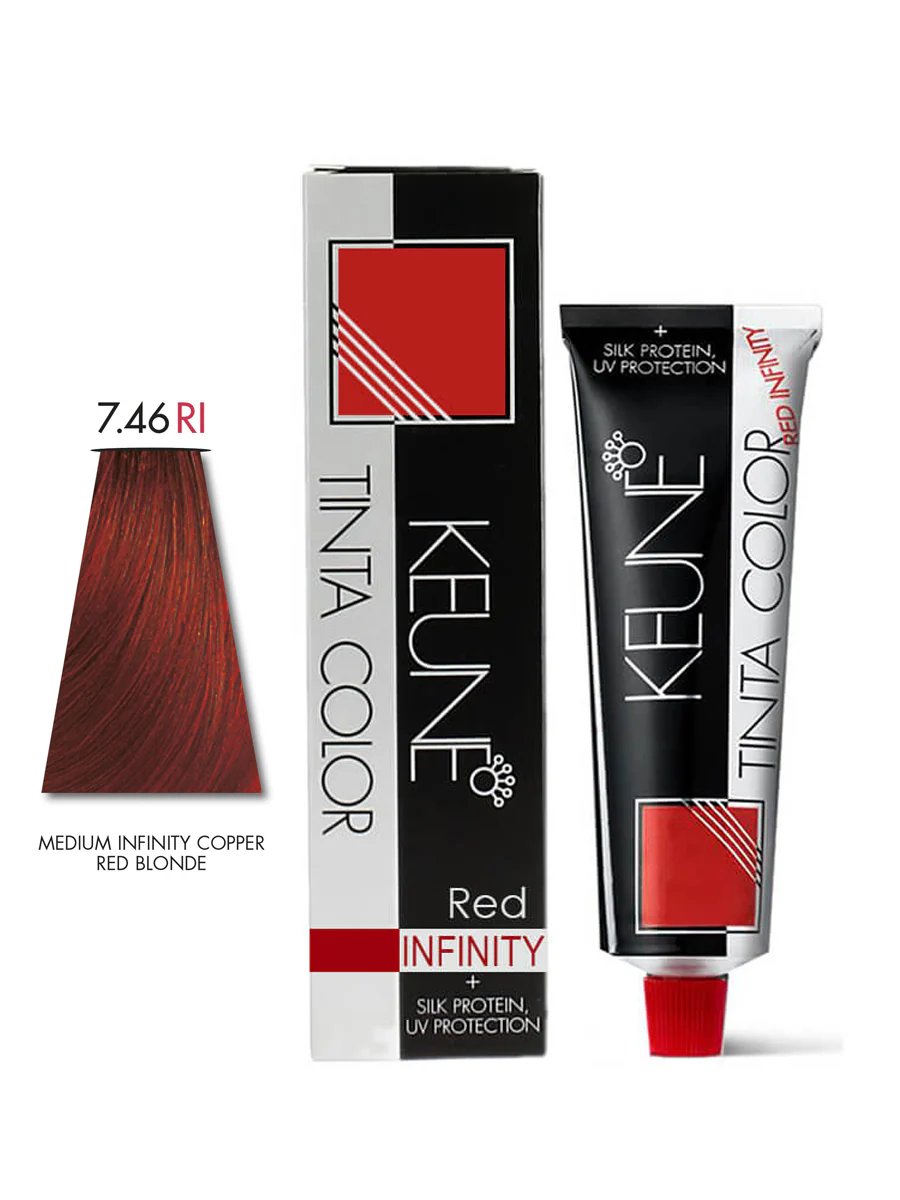 7.46 RI
MEDIUM INFINITY COPPER
RED BLONDE
TINTA COLOR
KEUNE
Red
INFINITY
+
SILK PROTEIN,
UV PROTECTION
+
SILK PROTEIN,
UV PROTECTION
KEUNE
TINTA COLOR
RED INFINITY